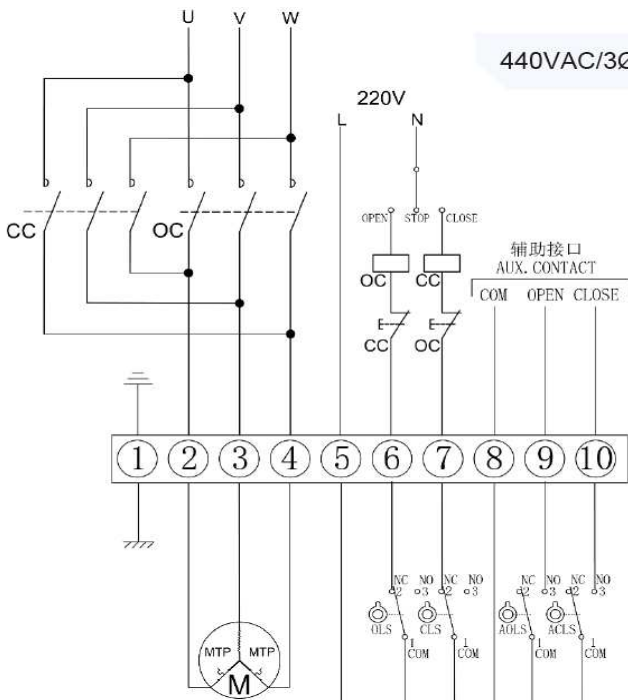 U V W
440VAC/3Ø
220V
L N
OPEN STOP CLOSE
CC OC
辅助接口
AUX. CONTACT
OC CC
COM OPEN CLOSE
CC OC
1 2 3 4 5 6 7 8 9 10
NC NO NC NO NC NO NC NO
2 3 2 3 2 3 2 3
OLS CLS AOLS ACLS
1 1 1 1
COM COM COM COM
MTP MTP
M